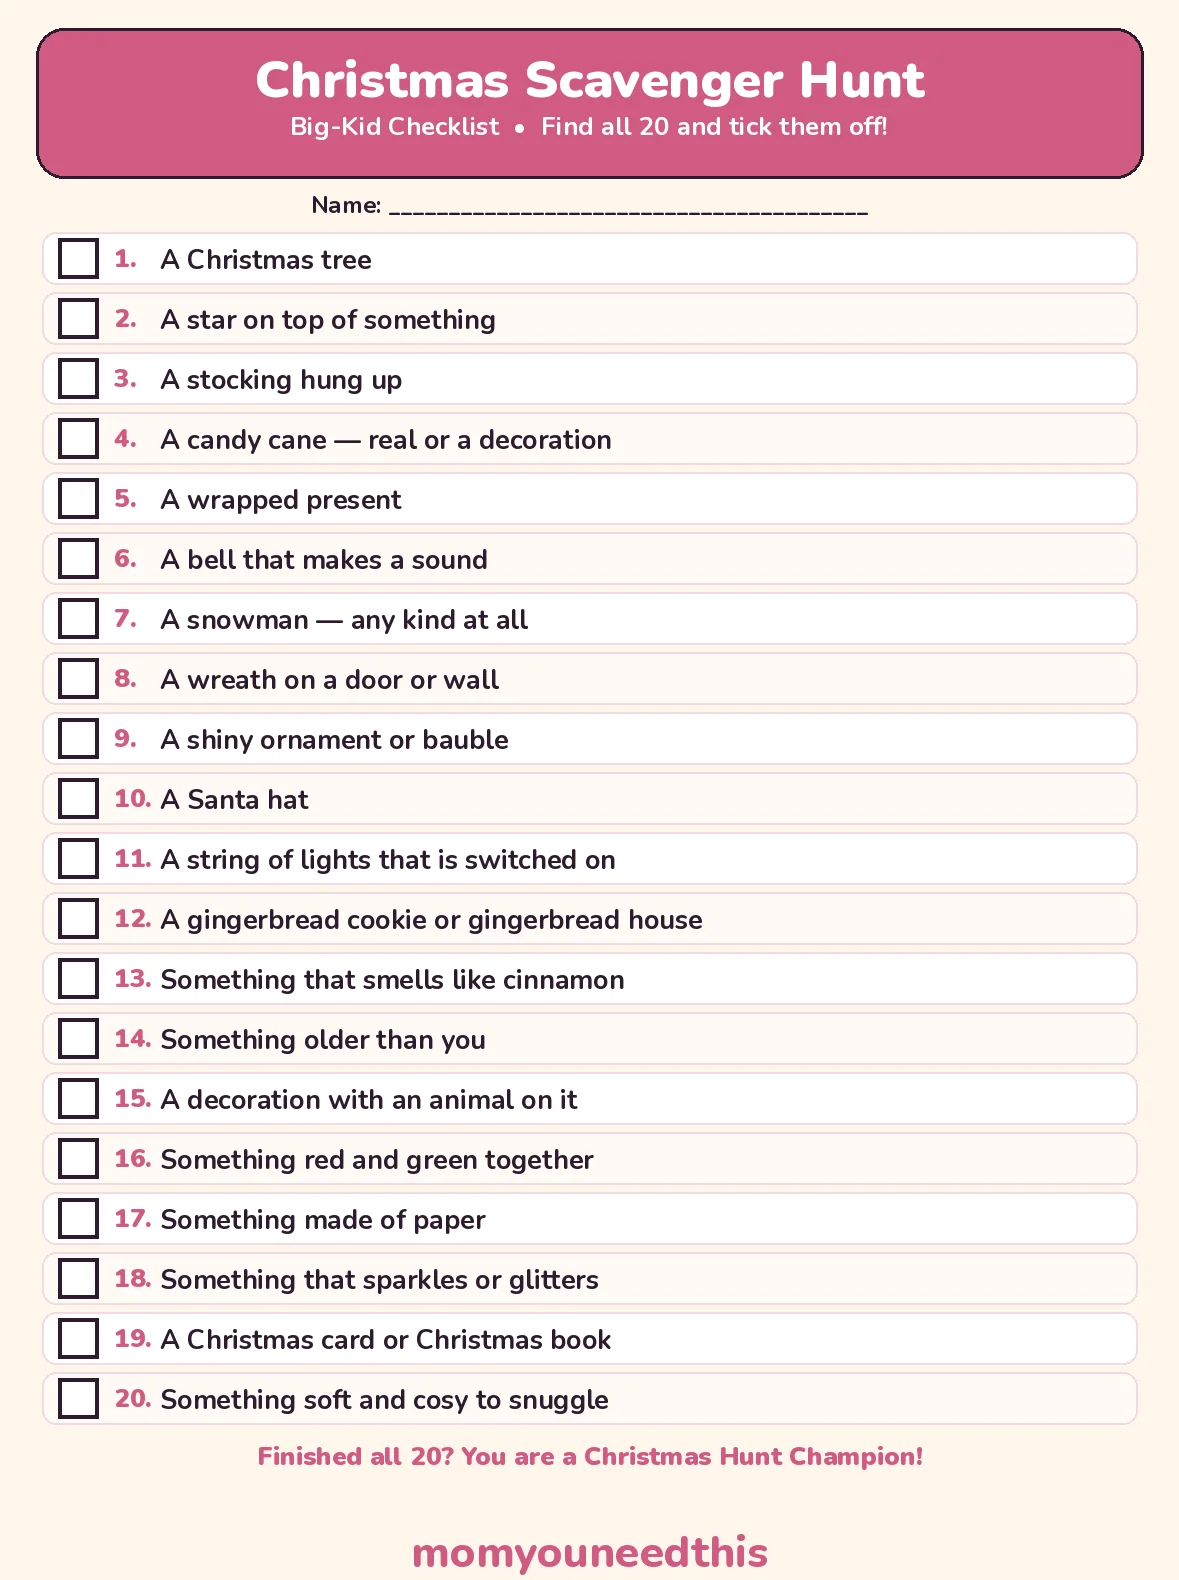 Christmas Scavenger Hunt
Big-Kid Checklist • Find all 20 and tick them off!
Name: ________________________________________
1. A Christmas tree
2. A star on top of something
3. A stocking hung up
4. A candy cane — real or a decoration
5. A wrapped present
6. A bell that makes a sound
7. A snowman — any kind at all
8. A wreath on a door or wall
9. A shiny ornament or bauble
10. A Santa hat
11. A string of lights that is switched on
12. A gingerbread cookie or gingerbread house
13. Something that smells like cinnamon
14. Something older than you
15. A decoration with an animal on it
16. Something red and green together
17. Something made of paper
18. Something that sparkles or glitters
19. A Christmas card or Christmas book
20. Something soft and cosy to snuggle
Finished all 20? You are a Christmas Hunt Champion!
momyouneedthis